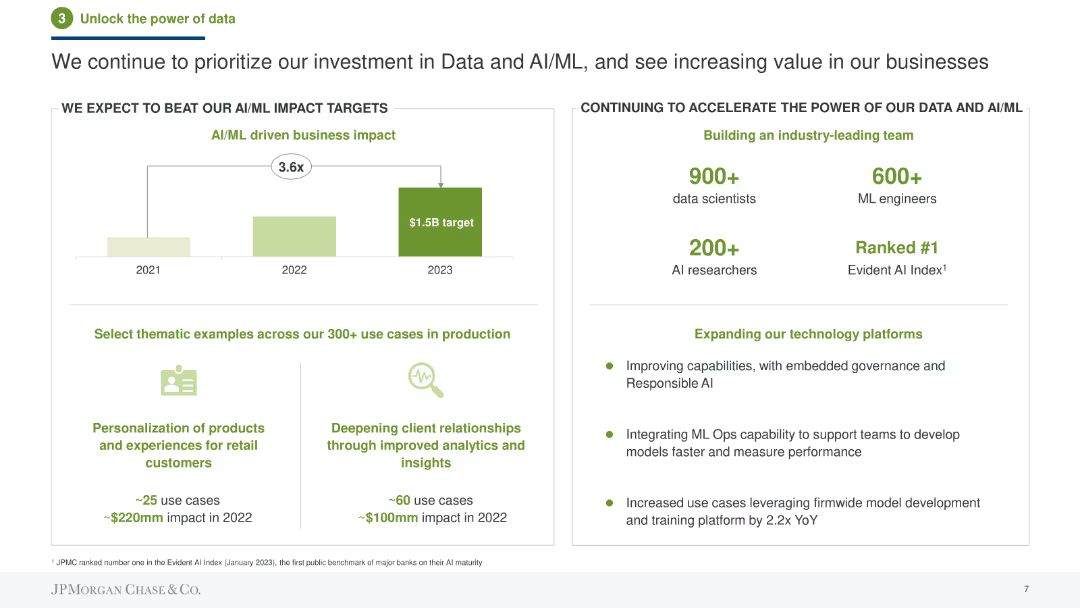 3 Unlock the power of data
We continue to prioritize our investment in Data and AI/ML, and see increasing value in our businesses
WE EXPECT TO BEAT OUR AI/ML IMPACT TARGETS
AI/ML driven business impact
3.6x
$1.5B target
2021 2022 2023
Select thematic examples across our 300+ use cases in production
Personalization of products
and experiences for retail
customers
~25 use cases
~$220mm impact in 2022
Deepening client relationships
through improved analytics and
insights
~60 use cases
~$100mm impact in 2022
CONTINUING TO ACCELERATE THE POWER OF OUR DATA AND AI/ML
Building an industry-leading team
900+
data scientists
600+
ML engineers
200+
AI researchers
Ranked #1
Evident AI Index¹
Expanding our technology platforms
Improving capabilities, with embedded governance and
Responsible AI
Integrating ML Ops capability to support teams to develop
models faster and measure performance
Increased use cases leveraging firmwide model development
and training platform by 2.2x YoY
¹ JPMC ranked number one in the Evident AI Index (January 2023), the first public benchmark of major banks on their AI maturity
JPMORGAN CHASE & CO.
7